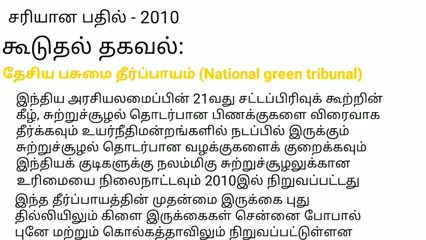 சரியான பதில் - 2010
கூடுதல் தகவல்:
தேசிய பசுமை தீர்ப்பாயம் (National green tribunal)
இந்திய அரசியலமைப்பின் 21வது சட்டப்பிரிவுக் கூற்றின்
கீழ், சுற்றுச்சூழல் தொடர்பான பிணக்குகளை விரைவாக
தீர்க்கவும் உயர்நீதிமன்றங்களில் நடப்பில் இருக்கும்
சுற்றுச்சூழல் தொடர்பான வழக்குகளைக் குறைக்கவும்
இந்தியக் குடிகளுக்கு நலம்மிகு சுற்றுச்சூழலுக்கான
உரிமையை நிலைநாட்டவும் 2010இல் நிறுவப்பட்டது
இந்த தீர்ப்பாயத்தின் முதன்மை இருக்கை புது
தில்லியிலும் கிளை இருக்கைகள் சென்னை போபால்
புனே மற்றும் கொல்கத்தாவிலும் நிறுவப்பட்டுள்ளன